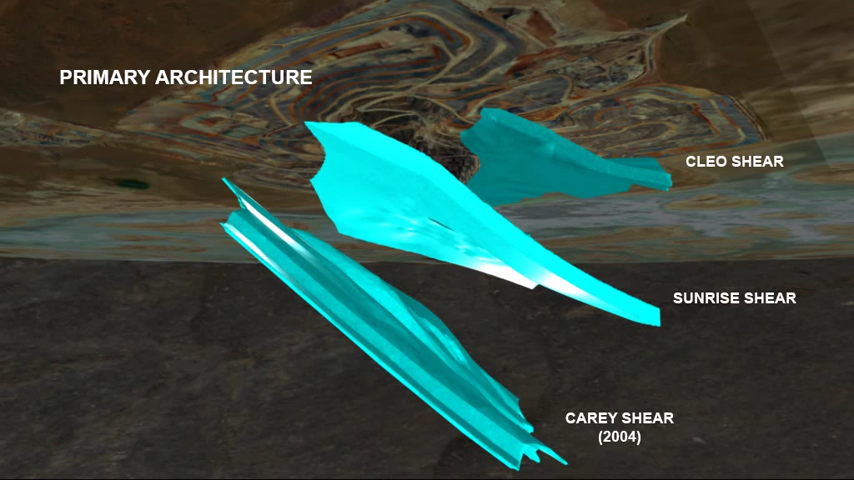 PRIMARY ARCHITECTURE
CLEO SHEAR
SUNRISE SHEAR
CAREY SHEAR
(2004)